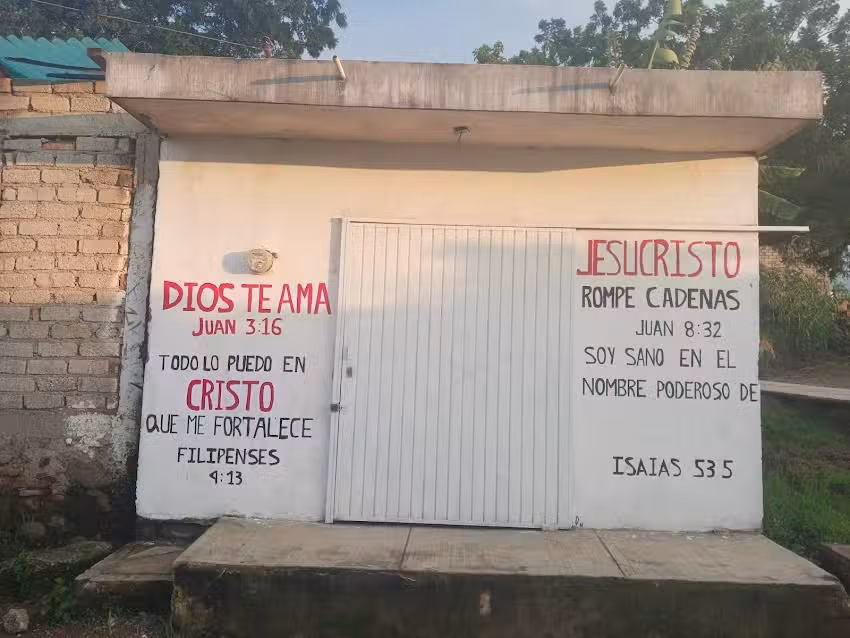 DIOS TE AMA
JUAN 3:16
TODO LO PUEDO EN
CRISTO
QUE ME FORTALECE
FILIPENSES
4:13
JESUCRISTO
ROMPE CADENAS
JUAN 8:32
SOY SANO EN EL
NOMBRE PODEROSO DE
ISAIAS 53 5